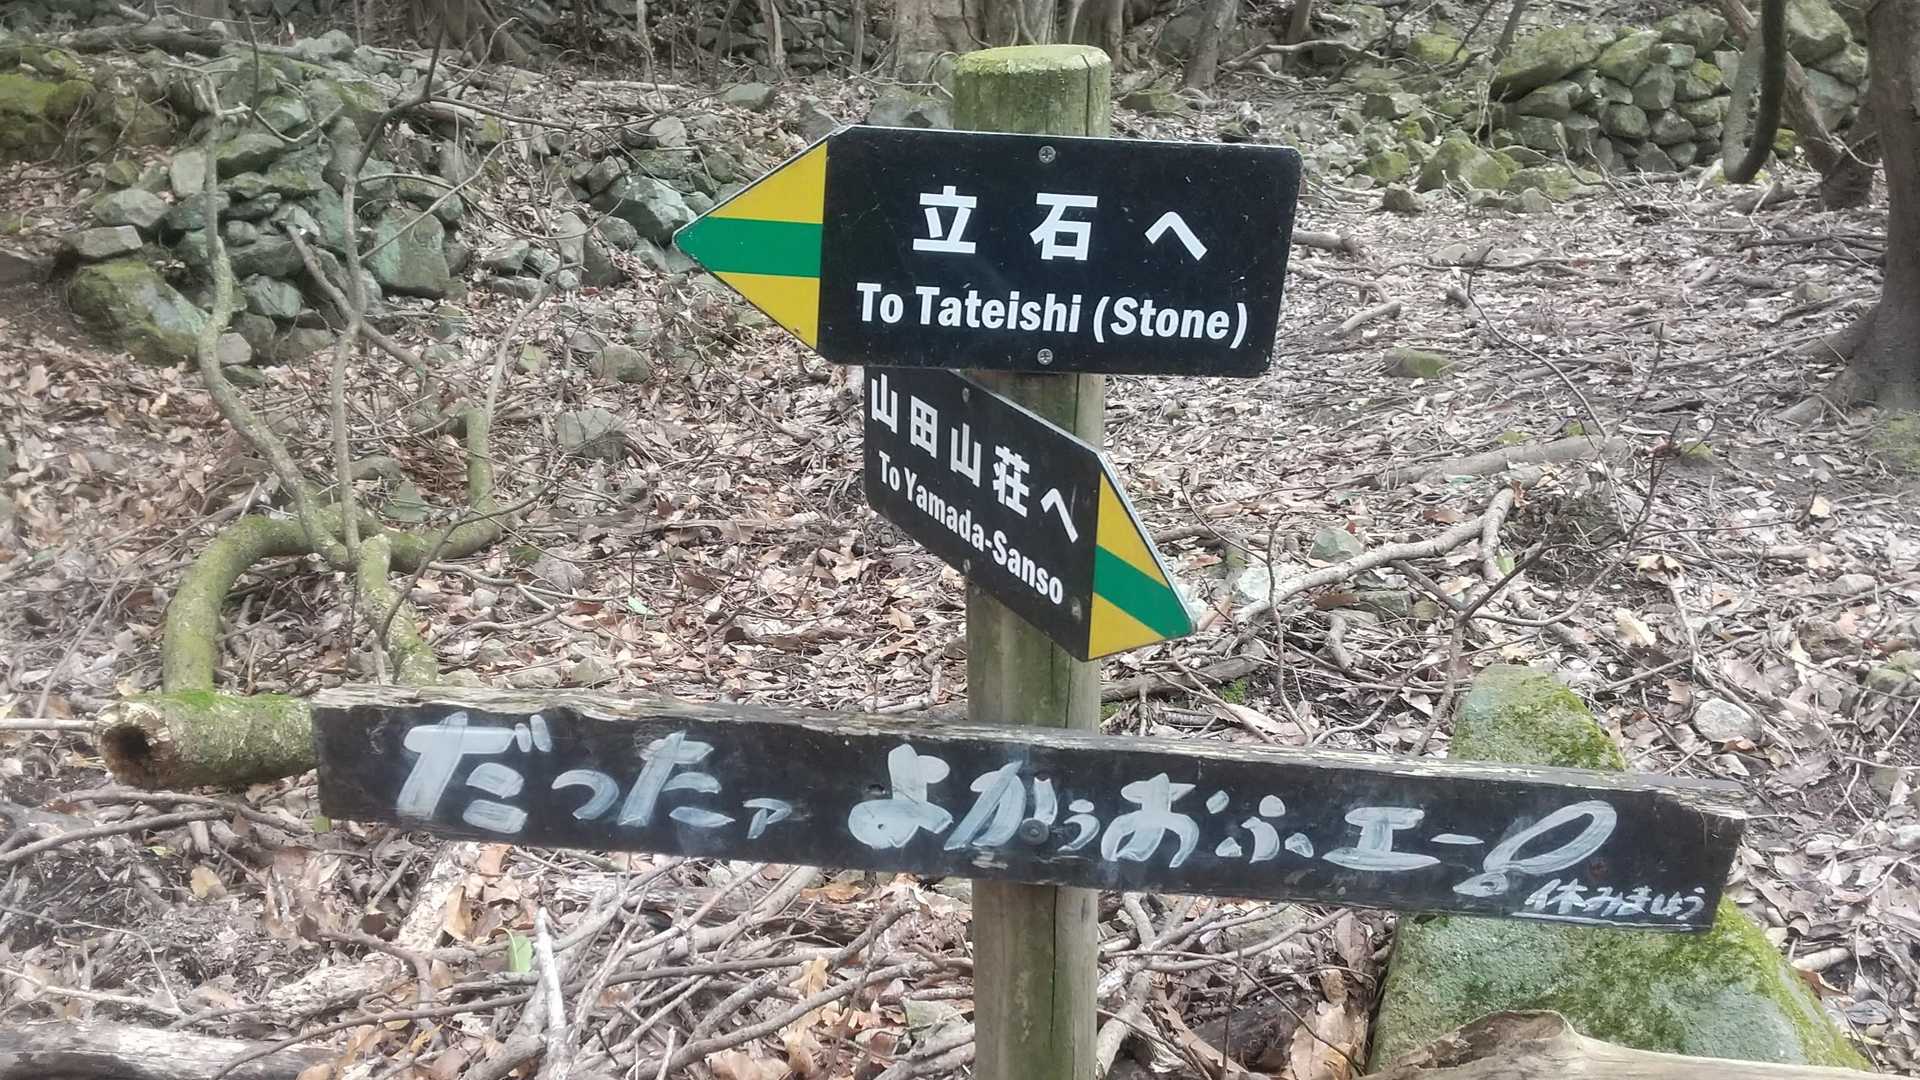 立石へ
To Tateishi (Stone)
山田山荘へ
To Yamada-Sanso
だったァ よかぅおふエー!
休みましょう